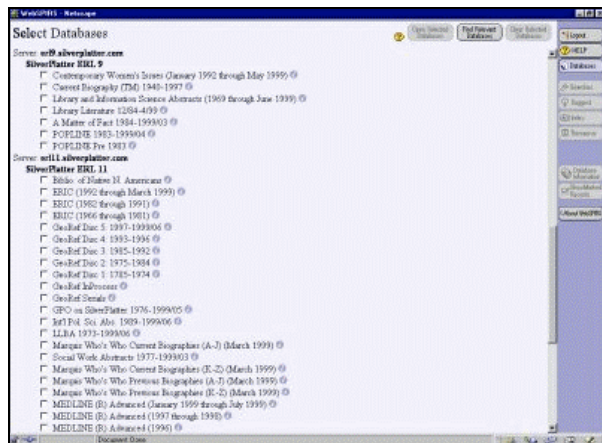 WebSPIRS - Netscape
Select Databases
Open Selected Databases
Find Relevant Databases
Clear Selected Databases
Server: erl9.silverplatter.com
SilverPlatter ERL 9
Contemporary Women's Issues (January 1992 through May 1999)
Current Biography (TM) 1940-1997
Library and Information Science Abstracts (1969 through June 1999)
Library Literature 12/84-4/99
A Matter of Fact 1984-1999/03
POPLINE 1983-1999/04
POPLINE Pre 1983
Server: erl11.silverplatter.com
SilverPlatter ERL 11
Biblio. of Native N. Americans
ERIC (1992 through March 1999)
ERIC (1982 through 1991)
ERIC (1966 through 1981)
GeoRef Disc 5: 1997-1999/06
GeoRef Disc 4: 1993-1996
GeoRef Disc 3: 1985-1992
GeoRef Disc 2: 1975-1984
GeoRef Disc 1: 1785-1974
GeoRef InProcess
GeoRef Serials
GPO on SilverPlatter 1976-1999/05
Int'l Pol. Sci. Abs. 1989-1999/06
LLBA 1973-1999/06
Marquis Who's Who Current Biographies (A-J) (March 1999)
Social Work Abstracts 1977-1999/03
Marquis Who's Who Current Biographies (K-Z) (March 1999)
Marquis Who's Who Previous Biographies (A-J) (March 1999)
Marquis Who's Who Previous Biographies (K-Z) (March 1999)
MEDLINE (R) Advanced (January 1999 through July 1999)
MEDLINE (R) Advanced (1997 through 1998)
MEDLINE (R) Advanced (1996)
Logout
HELP
Databases
Searches
Suggest
Index
Thesaurus
Database Information
Show Marked Records
About WebSPIRS
Document: Done